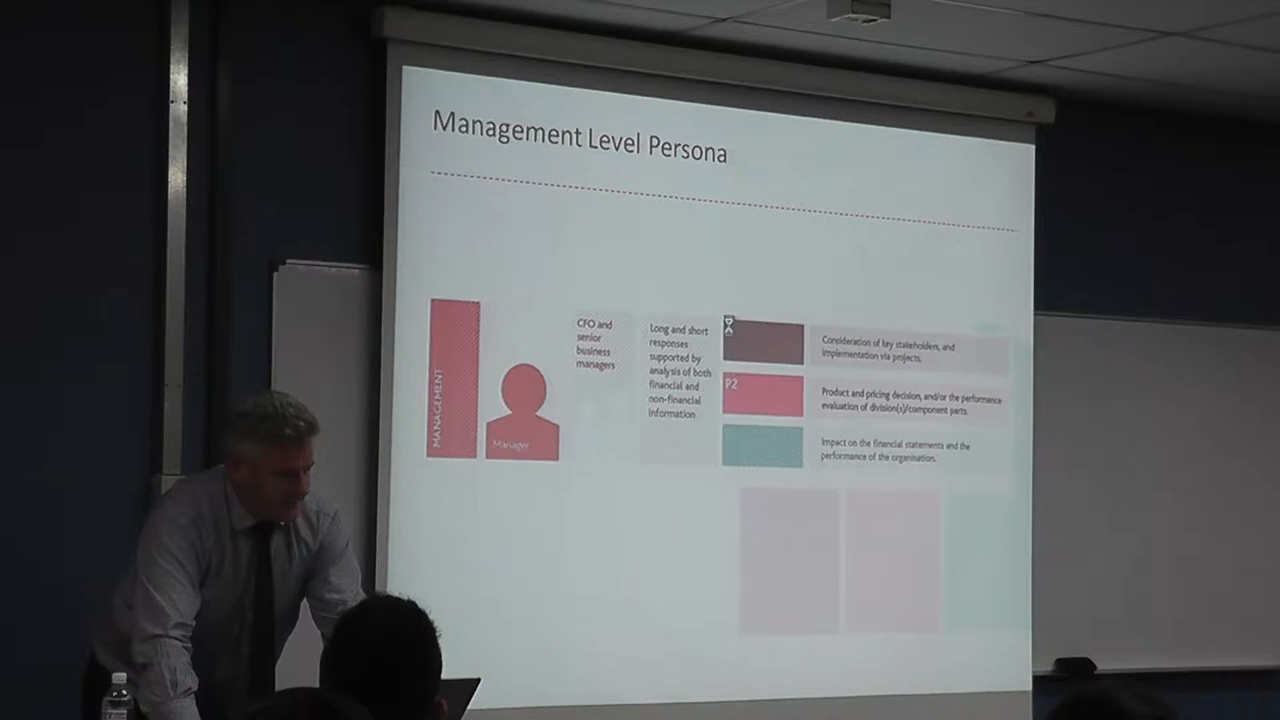 Management Level Persona
MANAGEMENT
Manager
CFO and
senior
business
managers
Long and short
responses
supported by
analysis of both
financial and
non-financial
information
Consideration of key stakeholders, and
implementation via projects.
P2
Product and pricing decision, and/or the performance
evaluation of division(s)/component parts.
Impact on the financial statements and the
performance of the organisation.